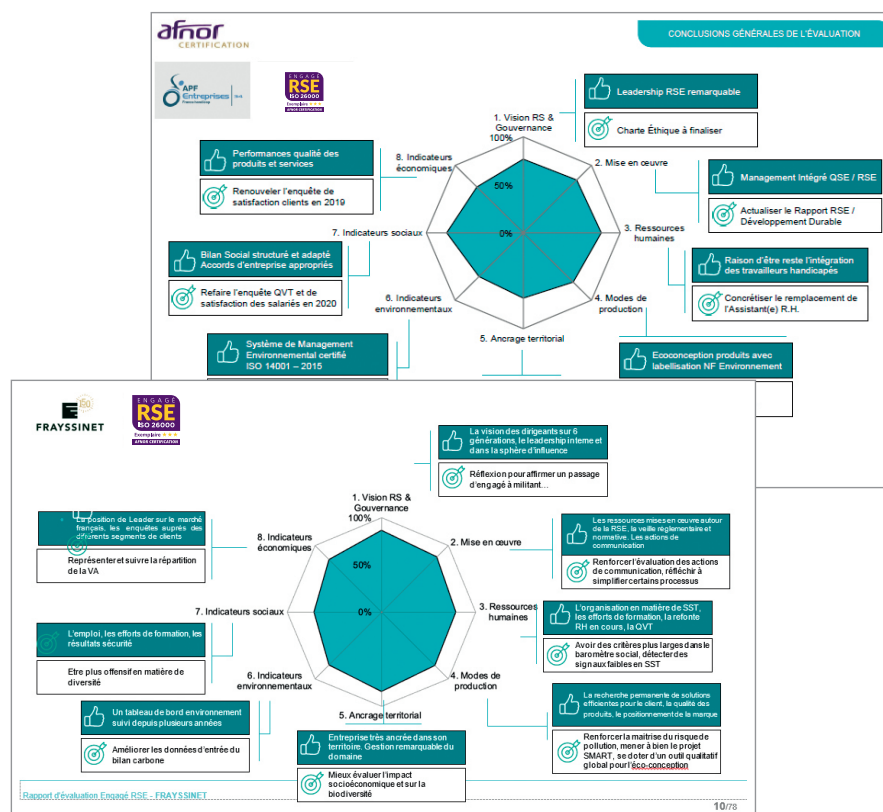 afnor
CERTIFICATION
CONCLUSIONS GÉNÉRALES DE L'ÉVALUATION
APF
Entreprises
France handicap
ENGAGÉ
RSE
ISO 26000
Exemplaire ★★★
AFNOR CERTIFICATION
Leadership RSE remarquable
Charte Éthique à finaliser
1. Vision RS &
Gouvernance
100%
50%
0%
2. Mise en œuvre
Management Intégré QSE / RSE
Actualiser le Rapport RSE /
Développement Durable
3. Ressources
humaines
Raison d'être reste l'intégration
des travailleurs handicapés
Concrétiser le remplacement de
l'Assistant(e) R.H.
4. Modes de
production
Ecoconception produits avec
labellisation NF Environnement
5. Ancrage territorial
6. Indicateurs
environnementaux
Système de Management
Environnemental certifié
ISO 14001 – 2015
7. Indicateurs sociaux
Bilan Social structuré et adapté
Accords d'entreprise appropriés
Refaire l'enquête QVT et de
satisfaction des salariés en 2020
8. Indicateurs
économiques
Performances qualité des
produits et services
Renouveler l'enquête de
satisfaction clients en 2019
FRAYSSINET
ENGAGÉ
RSE
ISO 26000
Exemplaire ★★★
AFNOR CERTIFICATION
La vision des dirigeants sur 6
générations, le leadership interne et
dans la sphère d'influence
Réflexion pour affirmer un passage
d'engagé à militant…
1. Vision RS &
Gouvernance
100%
50%
0%
2. Mise en œuvre
Les ressources mises en œuvre autour
de la RSE, la veille réglementaire et
normative. Les actions de
communication
Renforcer l'évaluation des actions
de communication, réfléchir à
simplifier certains processus
3. Ressources
humaines
L'organisation en matière de SST,
les efforts de formation, la refonte
RH en cours, la QVT
Avoir des critères plus larges dans le
baromètre social, détecter des
signaux faibles en SST
4. Modes de
production
La recherche permanente de solutions
efficientes pour le client, la qualité des
produits, le positionnement de la marque
Renforcer la maitrise du risque de
pollution, mener à bien le projet
SMART, se doter d'un outil qualitatif
global pour l'éco-conception
5. Ancrage territorial
Entreprise très ancrée dans son
territoire. Gestion remarquable du
domaine
Mieux évaluer l'impact
socioéconomique et sur la
biodiversité
6. Indicateurs
environnementaux
Un tableau de bord environnement
suivi depuis plusieurs années
Améliorer les données d'entrée du
bilan carbone
7. Indicateurs sociaux
L'emploi, les efforts de formation, les
résultats sécurité
Etre plus offensif en matière de
diversité
8. Indicateurs
économiques
La position de Leader sur le marché
français, les enquêtes auprès des
différents segments de clients
Représenter et suivre la répartition
de la VA
Rapport d'évaluation Engagé RSE - FRAYSSINET
10/78